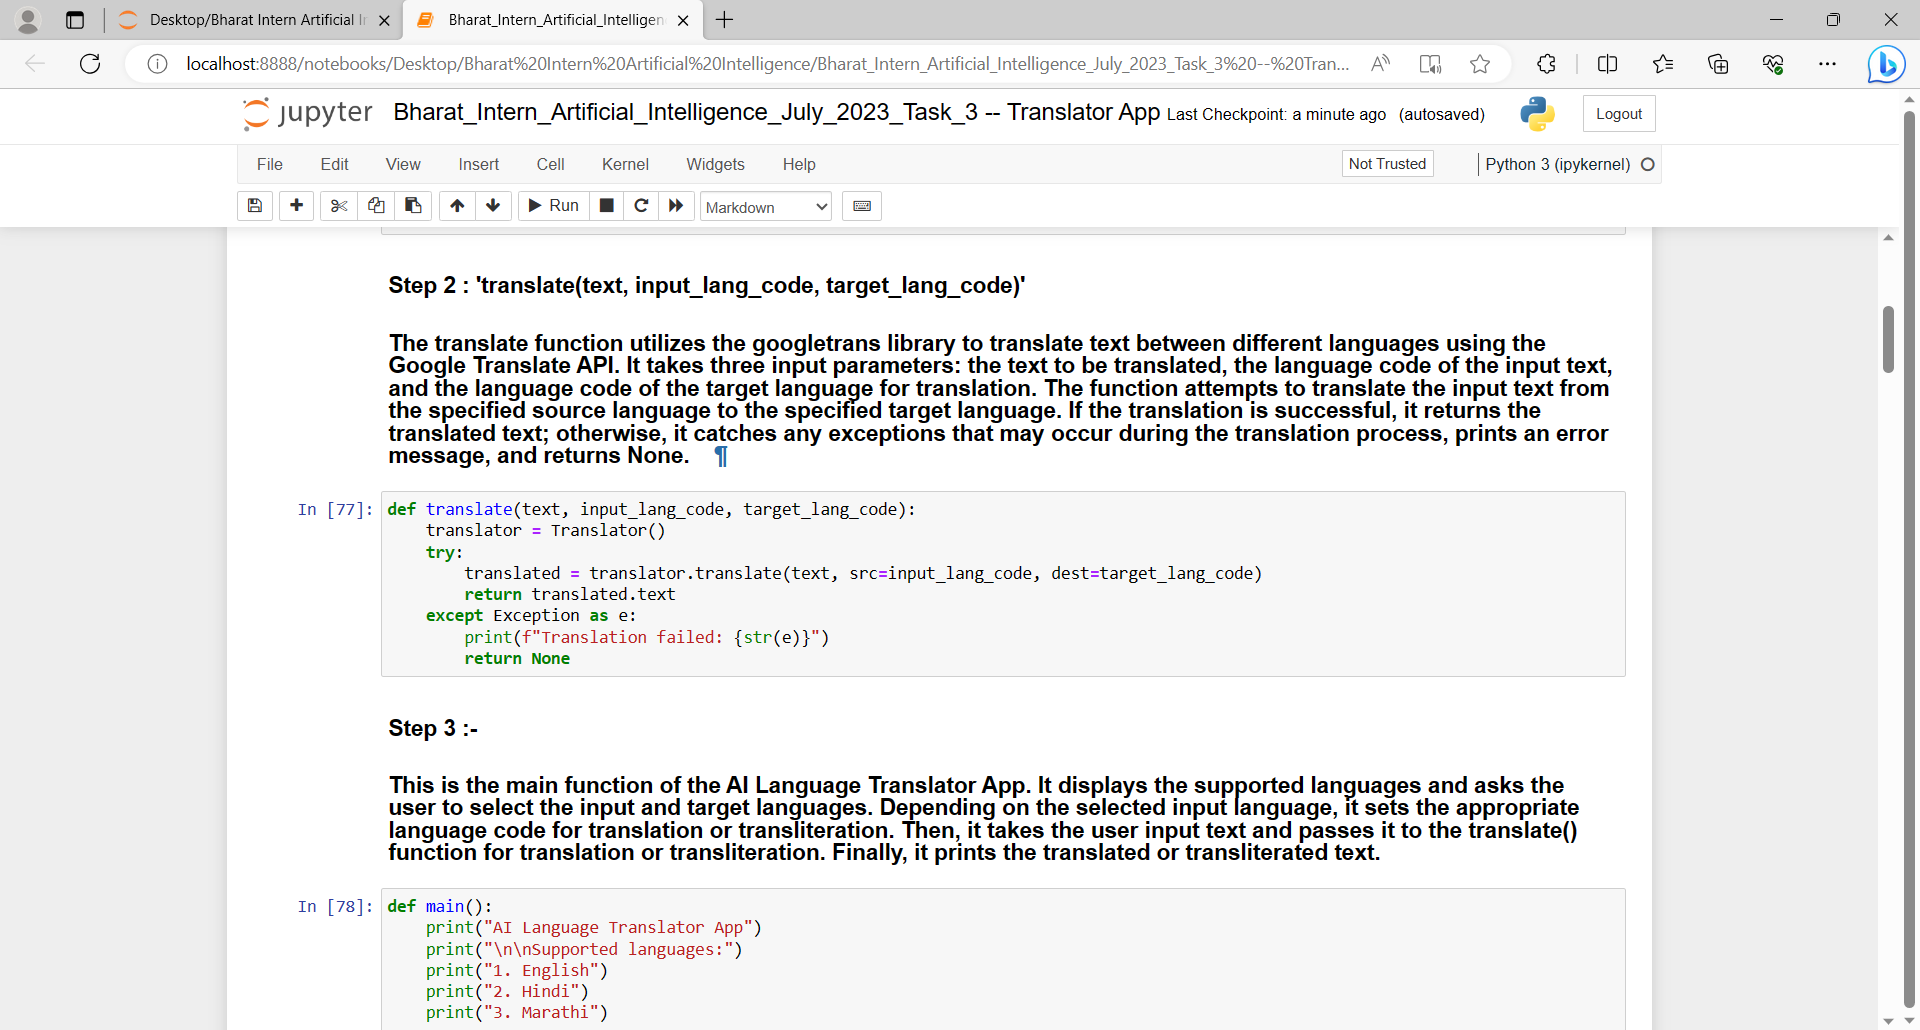 Desktop/Bharat Intern Artificial In
Bharat_Intern_Artificial_Intelligen
localhost:8888/notebooks/Desktop/Bharat%20Intern%20Artificial%20Intelligence/Bharat_Intern_Artificial_Intelligence_July_2023_Task_3%20--%20Tran...
jupyter Bharat_Intern_Artificial_Intelligence_July_2023_Task_3 -- Translator App Last Checkpoint: a minute ago (autosaved) Logout
File Edit View Insert Cell Kernel Widgets Help Not Trusted Python 3 (ipykernel)
Run Markdown
Step 2 : 'translate(text, input_lang_code, target_lang_code)'
The translate function utilizes the googletrans library to translate text between different languages using the
Google Translate API. It takes three input parameters: the text to be translated, the language code of the input text,
and the language code of the target language for translation. The function attempts to translate the input text from
the specified source language to the specified target language. If the translation is successful, it returns the
translated text; otherwise, it catches any exceptions that may occur during the translation process, prints an error
message, and returns None. ¶
In [77]: def translate(text, input_lang_code, target_lang_code):
translator = Translator()
try:
translated = translator.translate(text, src=input_lang_code, dest=target_lang_code)
return translated.text
except Exception as e:
print(f"Translation failed: {str(e)}")
return None
Step 3 :-
This is the main function of the AI Language Translator App. It displays the supported languages and asks the
user to select the input and target languages. Depending on the selected input language, it sets the appropriate
language code for translation or transliteration. Then, it takes the user input text and passes it to the translate()
function for translation or transliteration. Finally, it prints the translated or transliterated text.
In [78]: def main():
print("AI Language Translator App")
print("\n\nSupported languages:")
print("1. English")
print("2. Hindi")
print("3. Marathi")